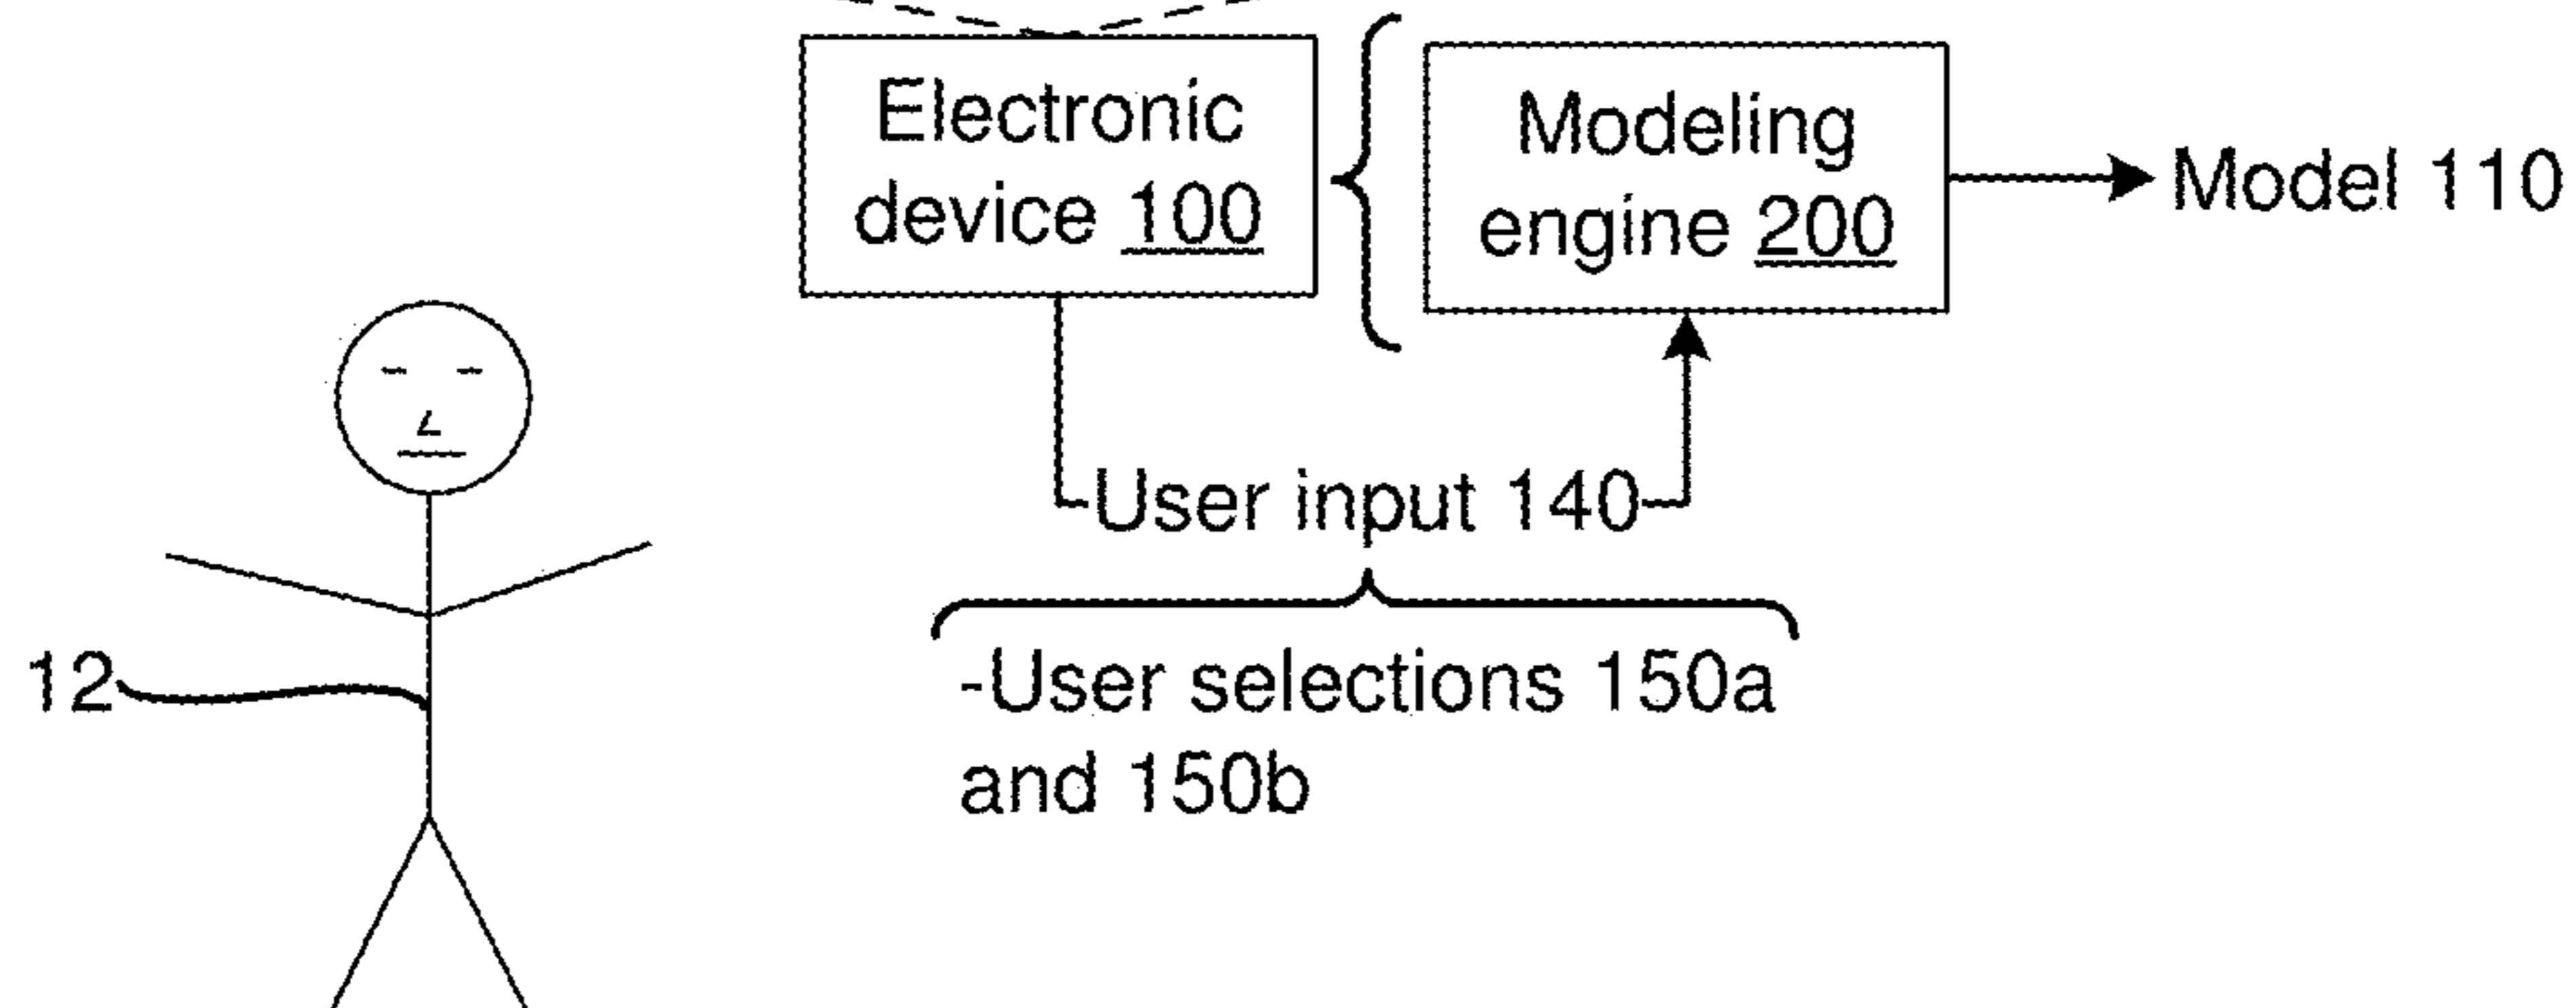 Electronic
device 100
Modeling
engine 200
Model 110
User input 140
12
-User selections 150a
and 150b